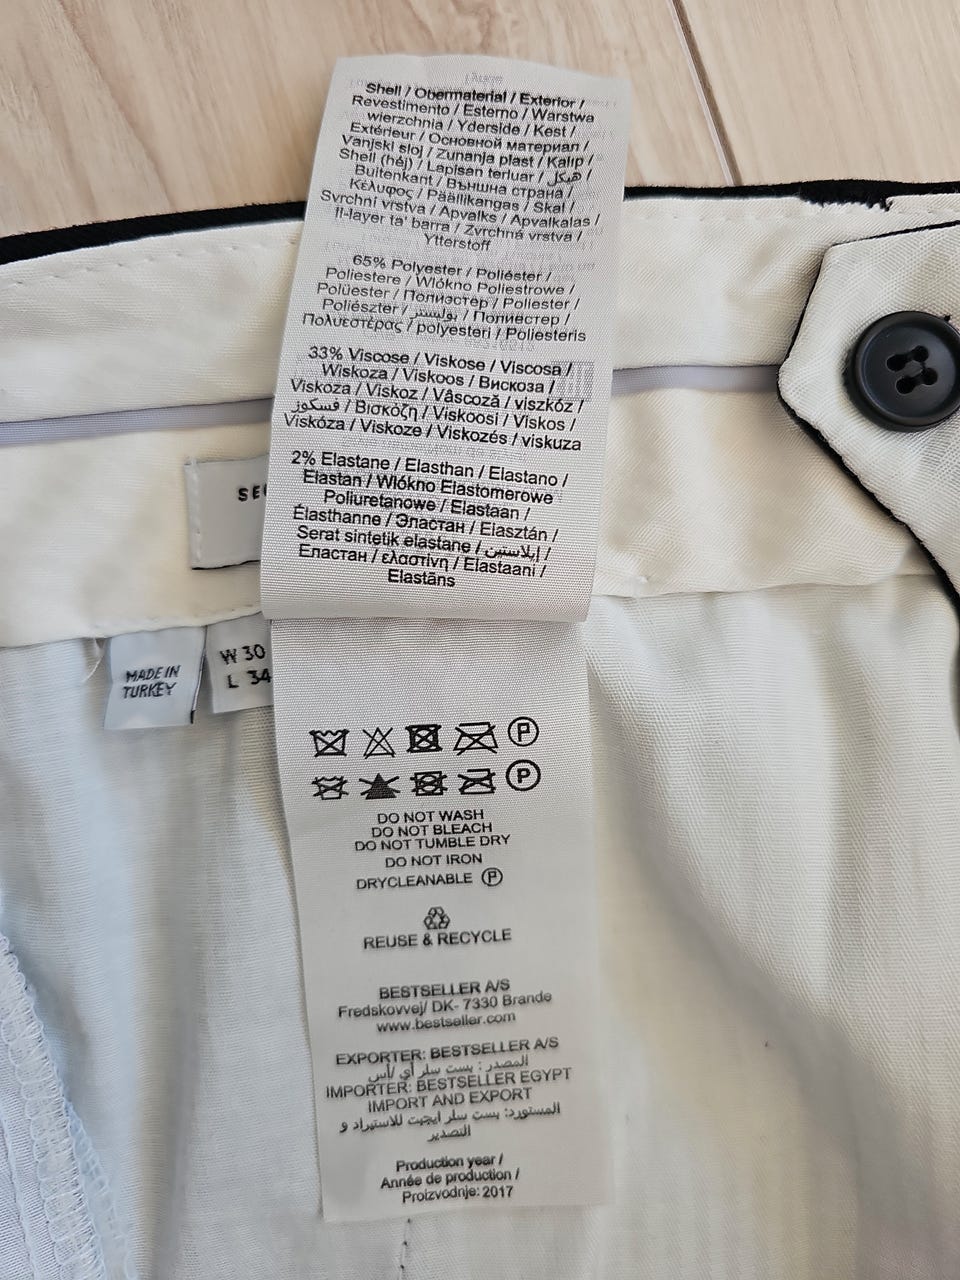 Shell / Obermaterial / Exterior /
Revestimento / Esterno / Warstwa
wierzchnia / Yderside / Kest /
Extérieur / Основной материал /
Vanjski sloj / Zunanja plast / Kalıp /
Shell (héj) / Lapisan terluar / هيكل /
Buitenkant / Външна страна /
Κέλυφος / Päällikangas / Skal /
Svrchní vrstva / Apvalks / Apvalkalas /
Il-layer ta' barra / Zvrchná vrstva /
Ytterstoff
65% Polyester / Poliéster /
Poliestere / Włókno Poliestrowe /
Polüester / Полиэстер / Poliester /
Poliészter / بوليستر / Полиестер /
Πολυεστέρας / polyesteri / Poliesteris
33% Viscose / Viskose / Viscosa /
Wiskoza / Viskoos / Вискоза /
Viskoza / Viskoz / Vâscoză / viszkóz /
فسكوز / Βισκόζη / Viskoosi / Viskos /
Viskóza / Viskoze / Viskozés / viskuza
2% Elastane / Elasthan / Elastano /
Elastan / Włókno Elastomerowe
Poliuretanowe / Elastaan /
Élasthanne / Эластан / Elasztán /
Serat sintetik elastane / إيلاستين /
Еластан / ελαστίνη / Elastaani /
Elastāns
MADE IN
TURKEY
W 30
L 34
P
P
DO NOT WASH
DO NOT BLEACH
DO NOT TUMBLE DRY
DO NOT IRON
DRYCLEANABLE P
REUSE & RECYCLE
BESTSELLER A/S
Fredskovvej/ DK- 7330 Brande
www.bestseller.com
EXPORTER: BESTSELLER A/S
المصدر : بست سلر أي /أس
IMPORTER: BESTSELLER EGYPT
IMPORT AND EXPORT
المستورد: بست سلر ايجيبت للاستيراد و
التصدير
Production year /
Année de production /
Proizvodnje: 2017